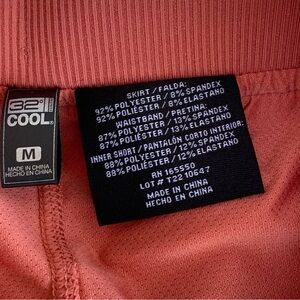 32°
COOL
M
MADE IN CHINA
HECHO EN CHINA
SKIRT/FALDA:
92% POLYESTER / 8% SPANDEX
92% POLIÉSTER / 8% ELASTANO
WAISTBAND / PRETINA:
87% POLYESTER / 13% SPANDEX
87% POLIÉSTER / 13% ELASTANO
INNER SHORT / PANTALÓN CORTO INTERIOR:
88% POLYESTER / 12% SPANDEX
88% POLIÉSTER / 12% ELASTANO
RN 165550
LOT # T2210647
MADE IN CHINA
HECHO EN CHINA